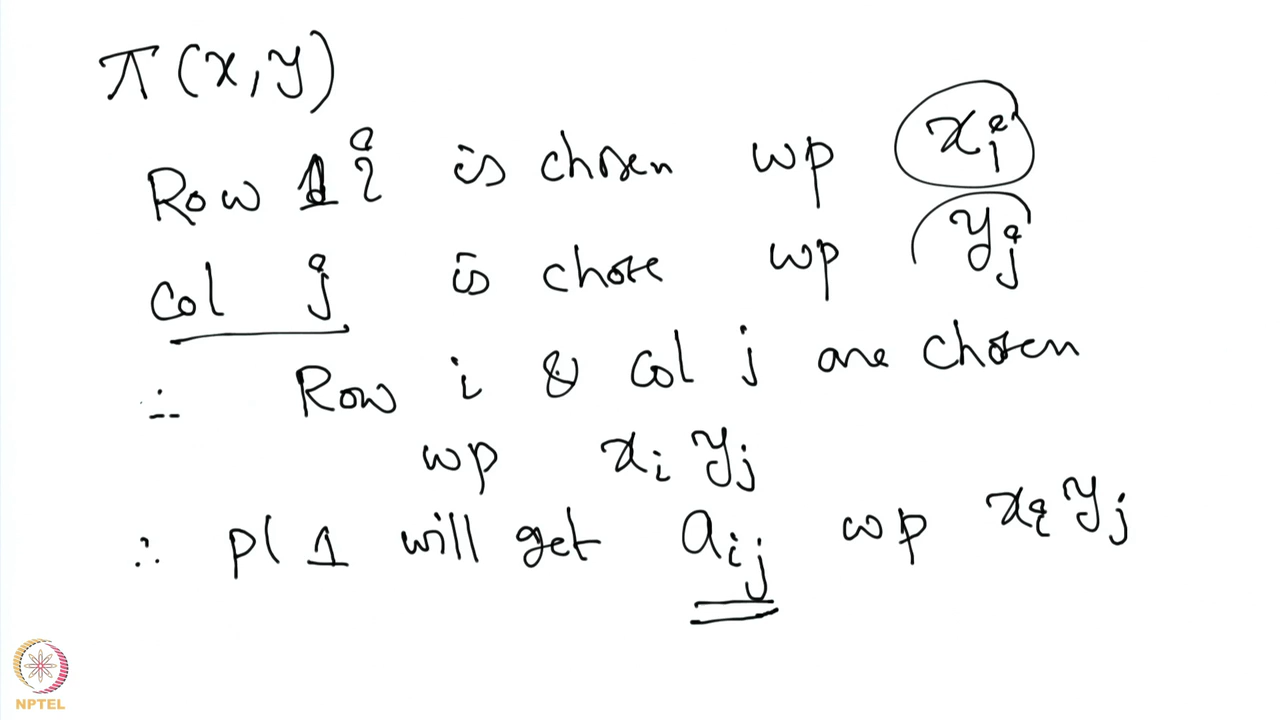 π(x,y)
Row i is chosen wp xi
col j is chose wp yj
∴ Row i & col j are chosen
wp xi yj
∴ pl 1 will get aij wp xi yj
NPTEL